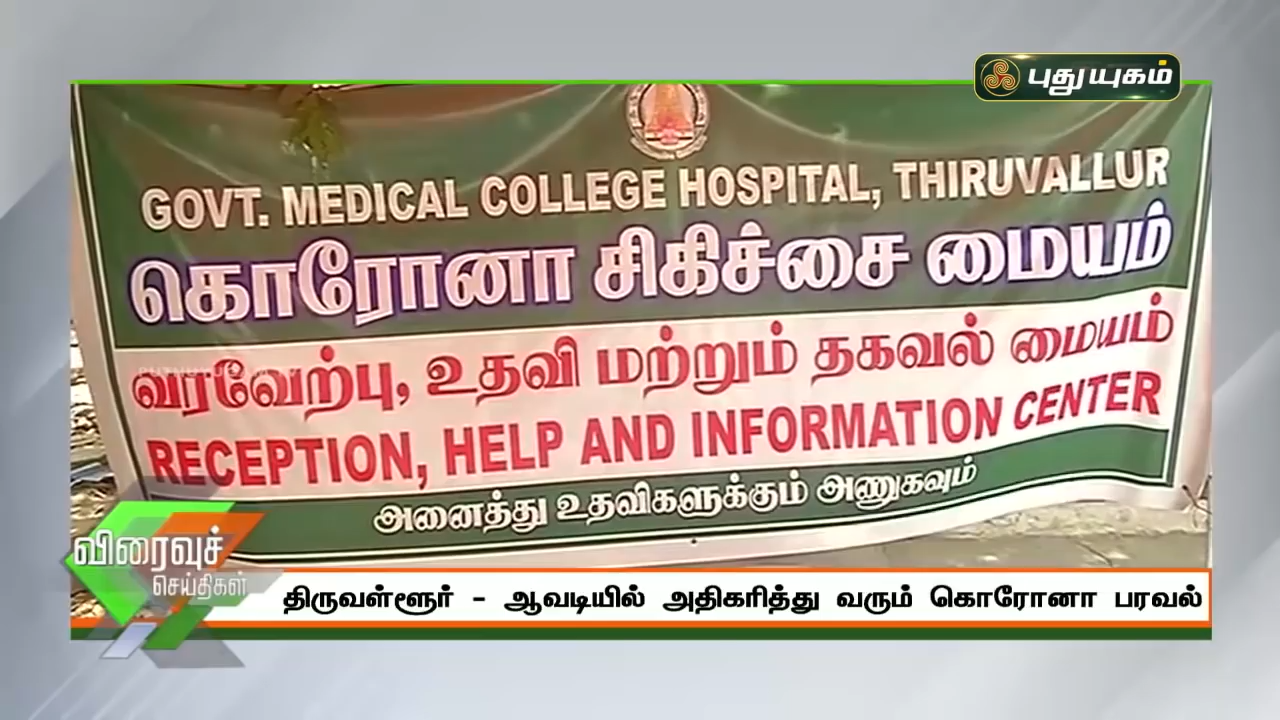 புதுயுகம்
GOVT. MEDICAL COLLEGE HOSPITAL, THIRUVALLUR
கொரோனா சிகிச்சை மையம்
வரவேற்பு, உதவி மற்றும் தகவல் மையம்
RECEPTION, HELP AND INFORMATION CENTER
அனைத்து உதவிகளுக்கும் அணுகவும்
விரைவுச்
செய்திகள்
திருவள்ளூர் - ஆவடியில் அதிகரித்து வரும் கொரோனா பரவல்